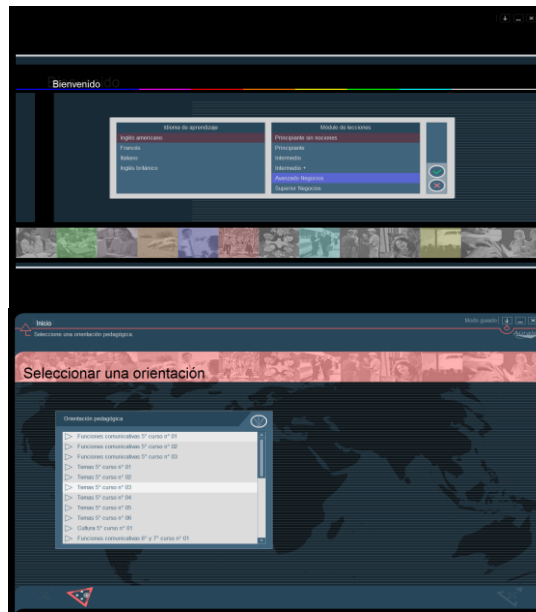 Bienvenido
Idioma de aprendizaje
Inglés americano
Francés
Italiano
Inglés británico
Módulo de lecciones
Principiante sin nociones
Principiante
Intermedio
Intermedio +
Avanzado Negocios
Superior Negocios
Inicio
Modo guiado
Seleccione una orientación pedagógica.
Seleccionar una orientación
Orientación pedagógica
Funciones comunicativas 5° curso n° 01
Funciones comunicativas 5° curso n° 02
Funciones comunicativas 5° curso n° 03
Temas 5° curso n° 01
Temas 5° curso n° 02
Temas 5° curso n° 03
Temas 5° curso n° 04
Temas 5° curso n° 05
Temas 5° curso n° 06
Cultura 5° curso n° 01
Funciones comunicativas 6° y 7° curso n° 01